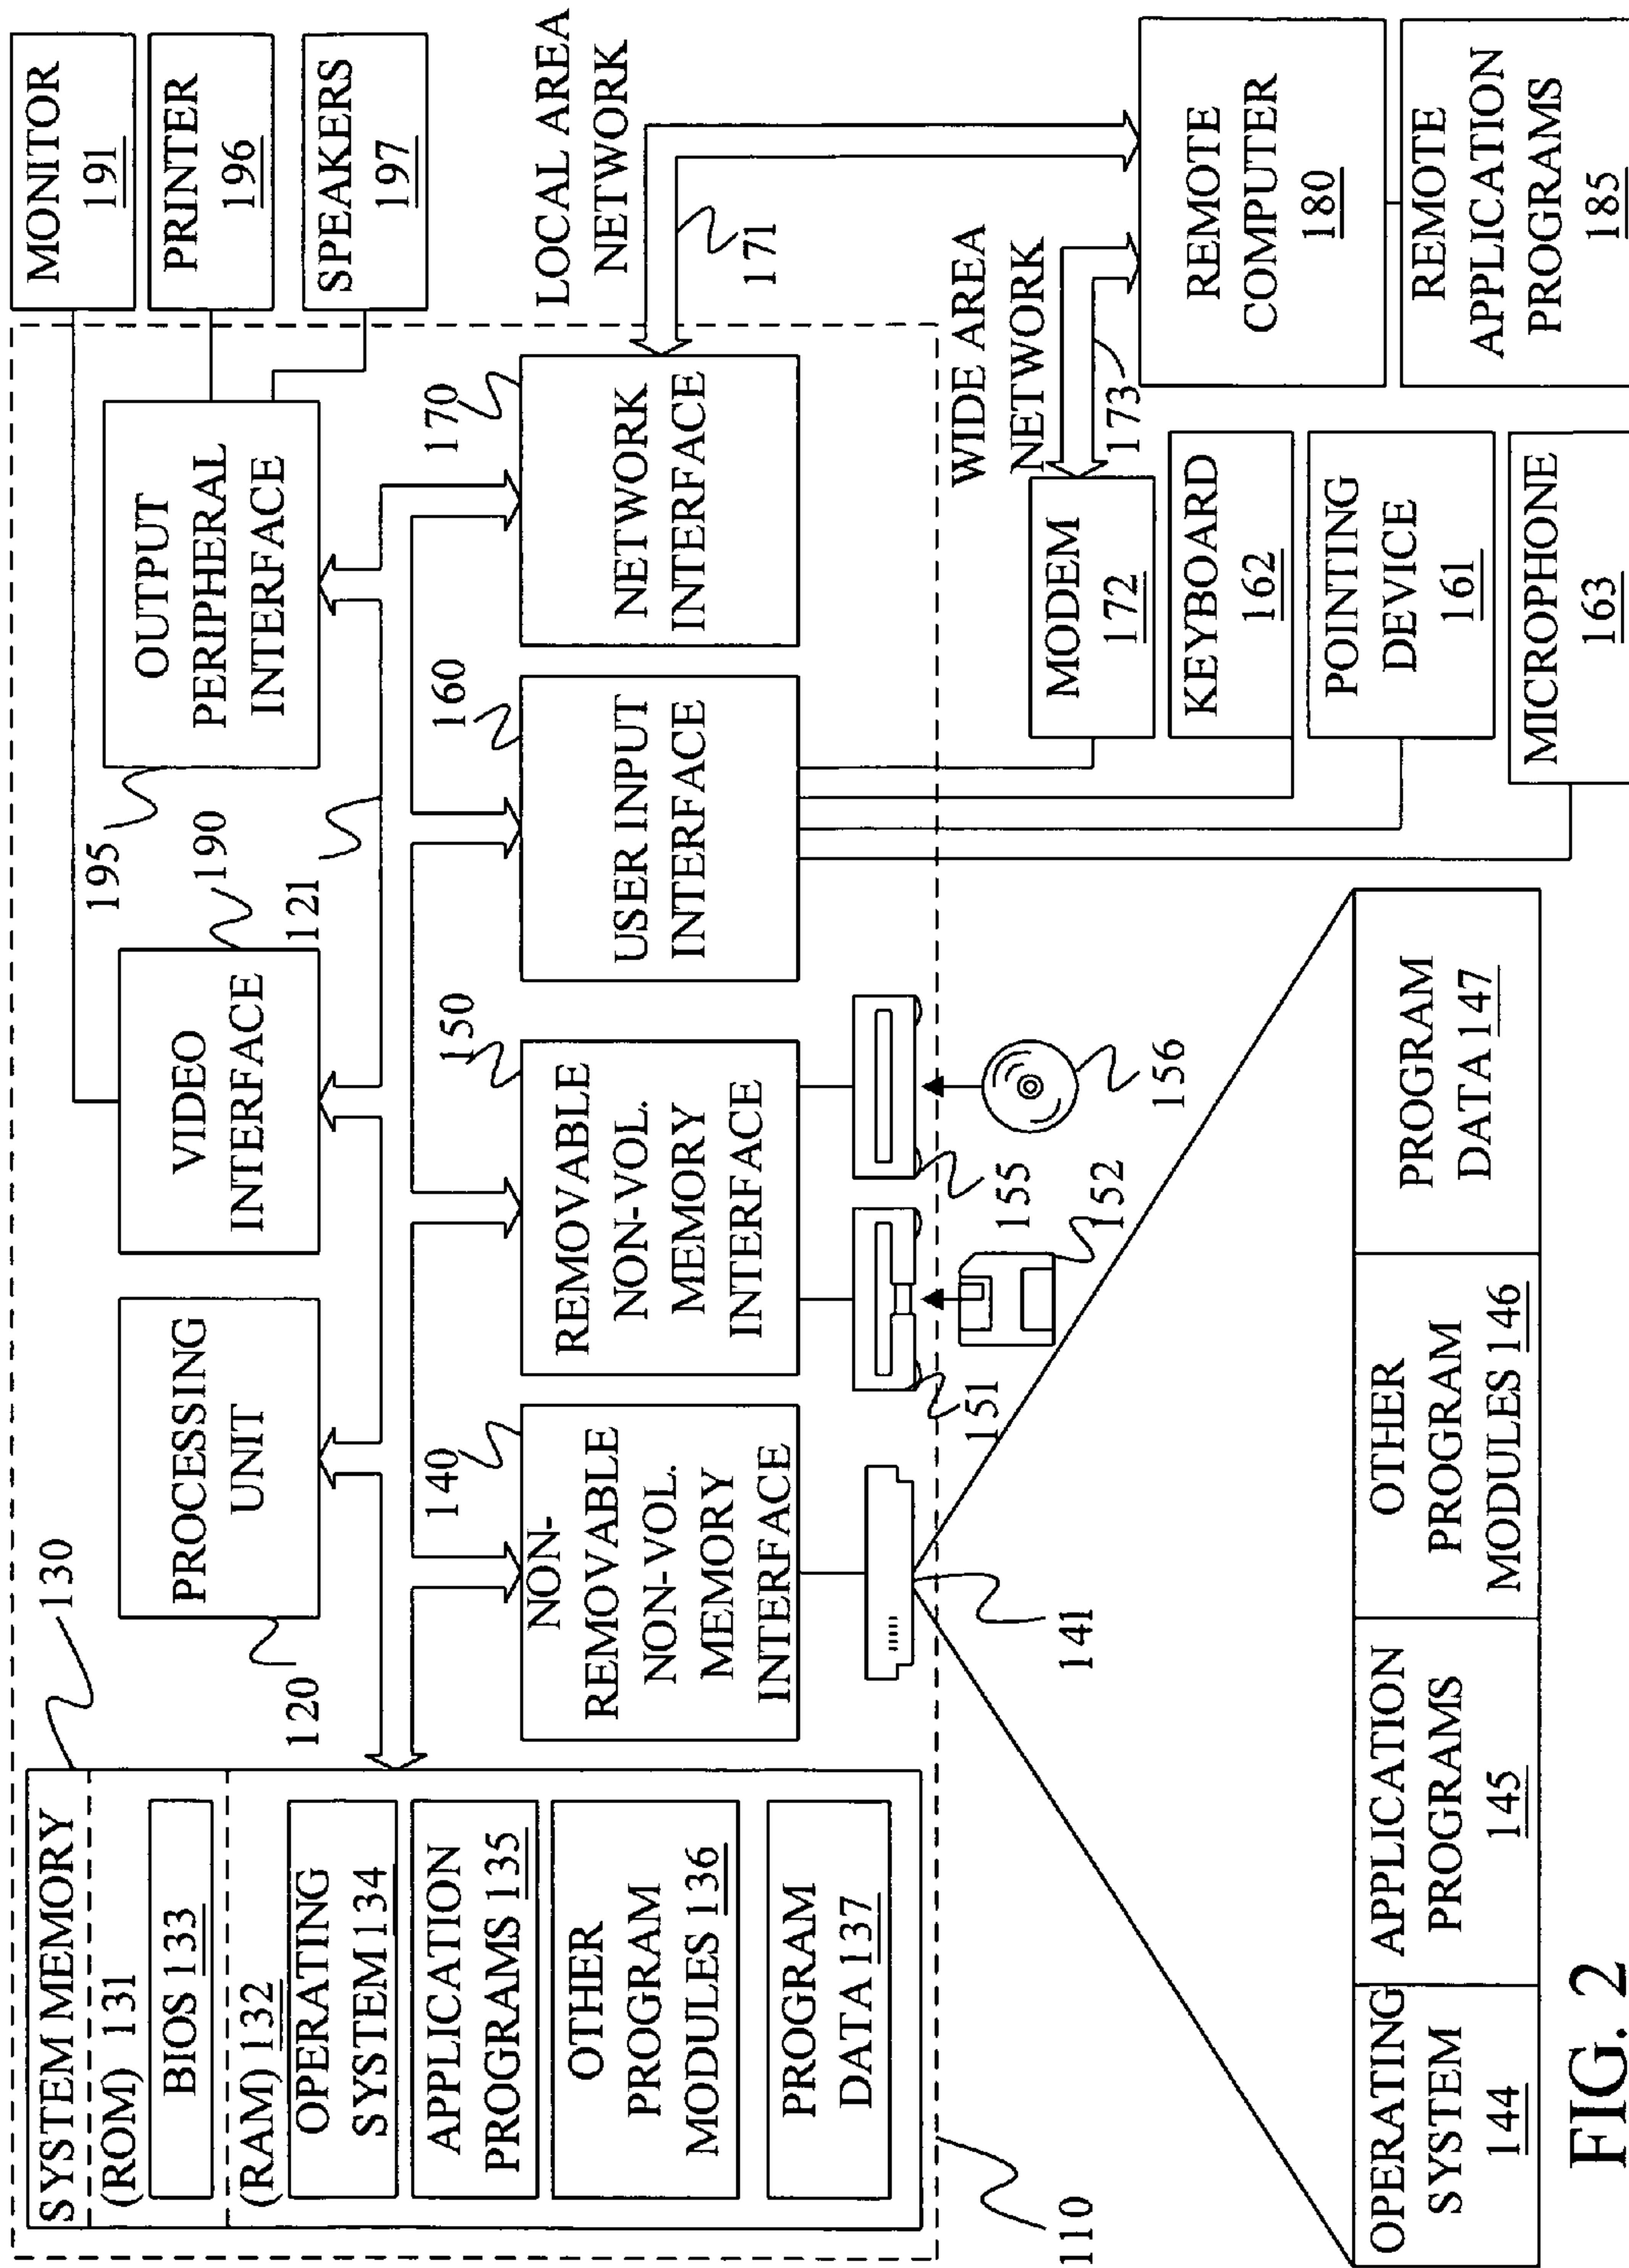 SYSTEM MEMORY
(ROM) 131
BIOS 133
(RAM) 132
OPERATING
SYSTEM 134
APPLICATION
PROGRAMS 135
OTHER
PROGRAM
MODULES 136
PROGRAM
DATA 137
130
120
PROCESSING
UNIT
VIDEO
INTERFACE
190
121
195
OUTPUT
PERIPHERAL
INTERFACE
MONITOR
191
PRINTER
196
SPEAKERS
197
140
NON-
REMOVABLE
NON-VOL.
MEMORY
INTERFACE
150
REMOVABLE
NON-VOL.
MEMORY
INTERFACE
160
USER INPUT
INTERFACE
170
NETWORK
INTERFACE
LOCAL AREA
NETWORK
171
110
141
151
152
155
156
WIDE AREA
NETWORK
173
MODEM
172
KEYBOARD
162
POINTING
DEVICE
161
MICROPHONE
163
REMOTE
COMPUTER
180
REMOTE
APPLICATION
PROGRAMS
185
OPERATING
SYSTEM
144
APPLICATION
PROGRAMS
145
OTHER
PROGRAM
MODULES 146
PROGRAM
DATA 147
FIG. 2